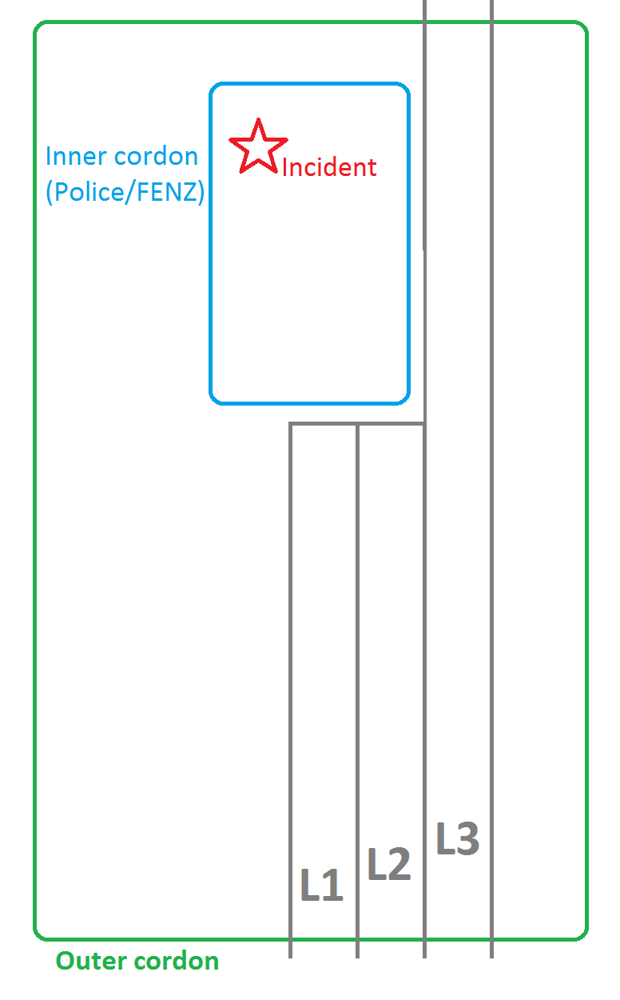 Inner cordon
(Police/FENZ)
Incident
L3
L2
L1
Outer cordon